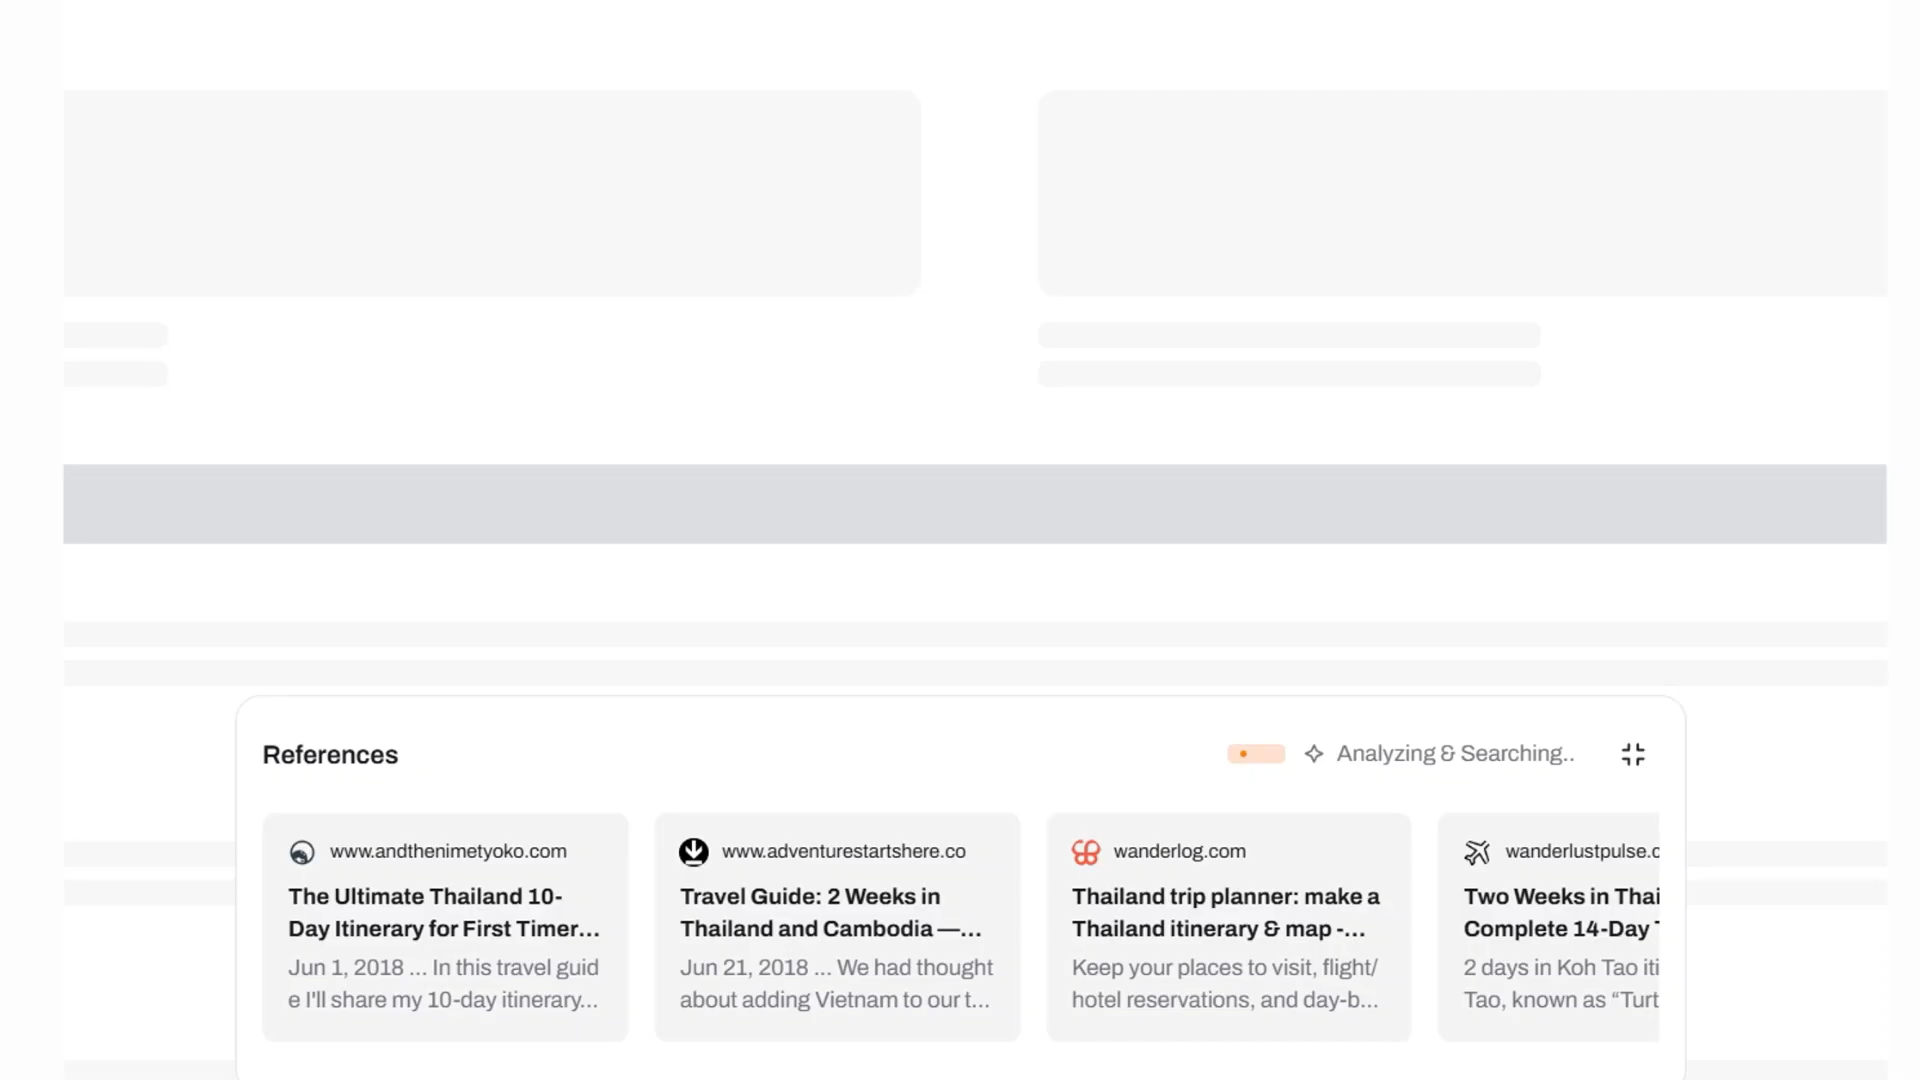 References
Analyzing & Searching..
www.andthenimetyoko.com
The Ultimate Thailand 10-
Day Itinerary for First Timer...
Jun 1, 2018 ... In this travel guid
e I'll share my 10-day itinerary...
www.adventurestartshere.co
Travel Guide: 2 Weeks in
Thailand and Cambodia —...
Jun 21, 2018 ... We had thought
about adding Vietnam to our t...
wanderlog.com
Thailand trip planner: make a
Thailand itinerary & map -...
Keep your places to visit, flight/
hotel reservations, and day-b...
wanderlustpulse.c
Two Weeks in Thai
Complete 14-Day
2 days in Koh Tao iti
Tao, known as “Turt